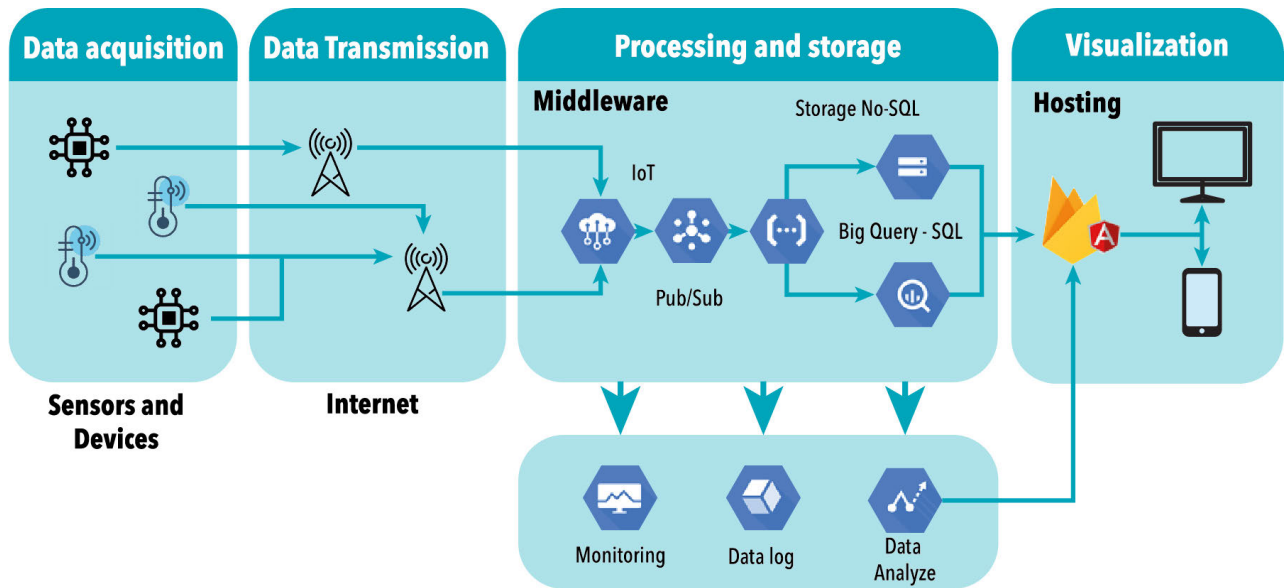 Data acquisition
Data Transmission
Processing and storage
Visualization
Middleware
Storage No-SQL
Hosting
IoT
Big Query - SQL
A
Pub/Sub
Sensors and
Devices
Internet
Monitoring
Data log
Data
Analyze